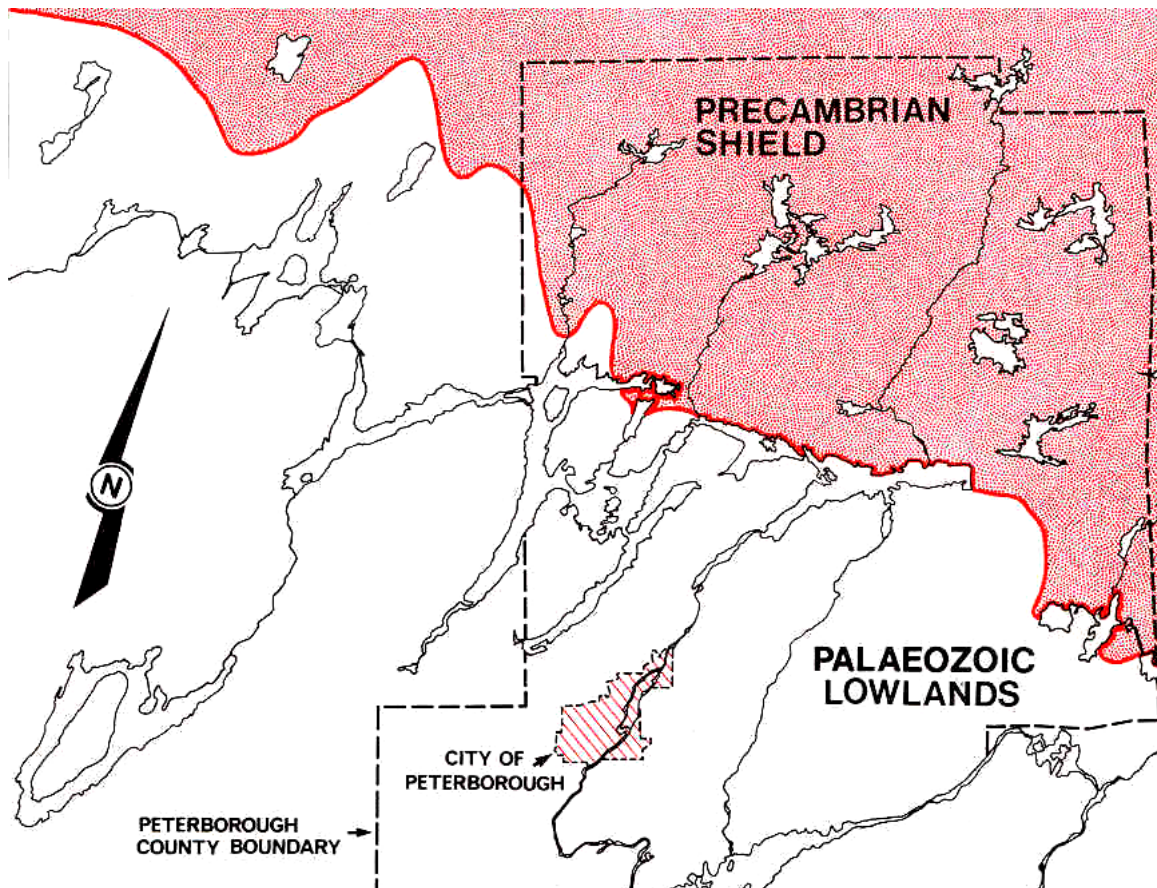 PRECAMBRIAN
SHIELD
N
PALAEOZOIC
LOWLANDS
CITY OF
PETERBOROUGH
PETERBOROUGH
COUNTY BOUNDARY